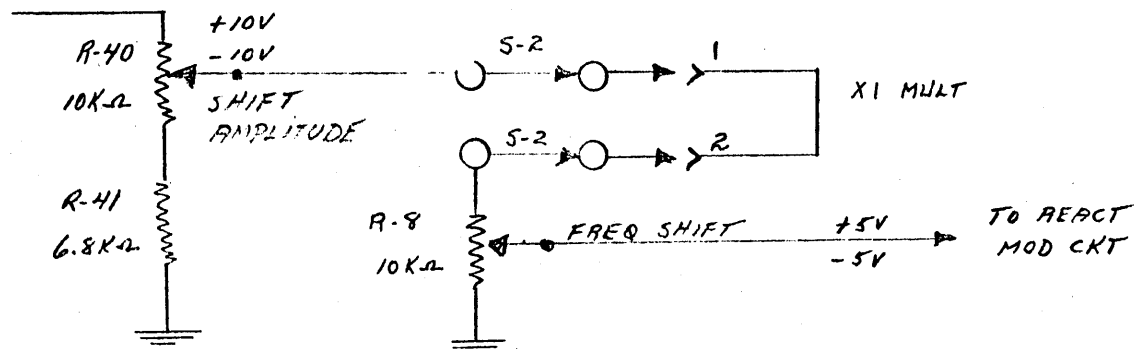 +10V
-10V
R-40
10KΩ
SHIFT
AMPLITUDE
S-2
1
X1 MULT
S-2
2
R-41
6.8KΩ
R-8
10KΩ
FREQ SHIFT
+5V
-5V
TO REACT
MOD CKT